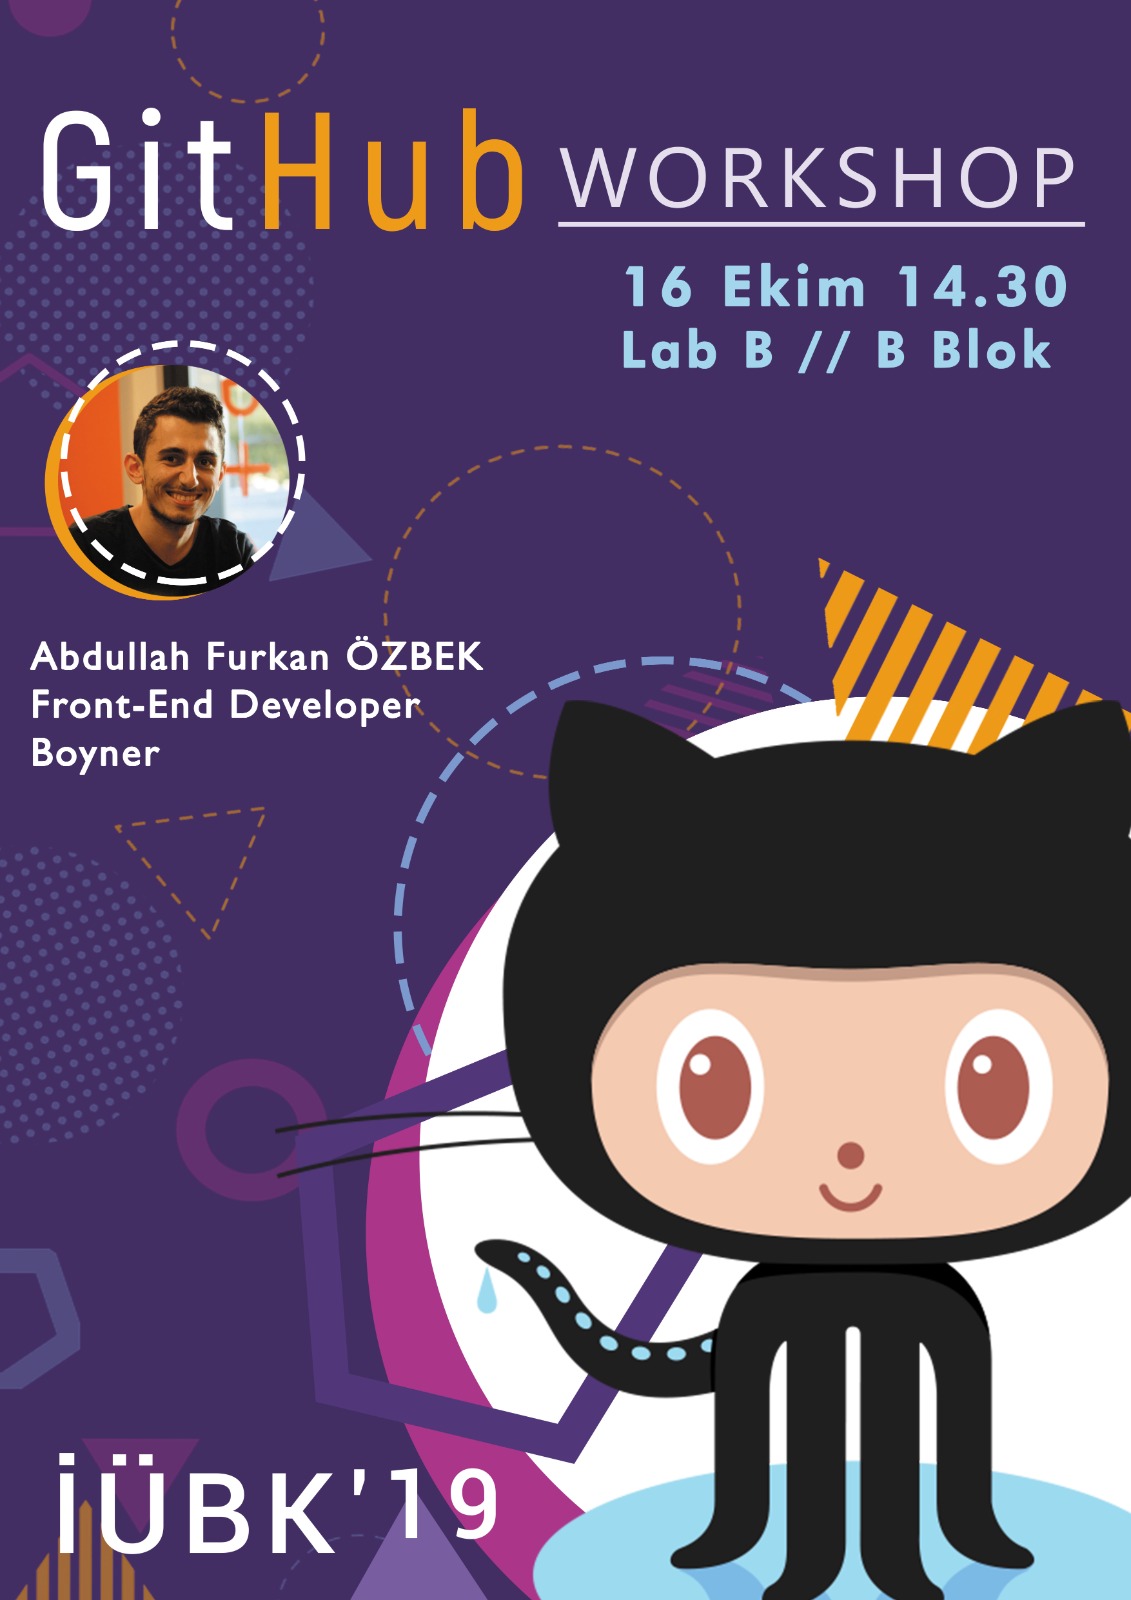 GitHub WORKSHOP
16 Ekim 14.30
Lab B // B Blok
Abdullah Furkan ÖZBEK
Front-End Developer
Boyner
İÜBK'19